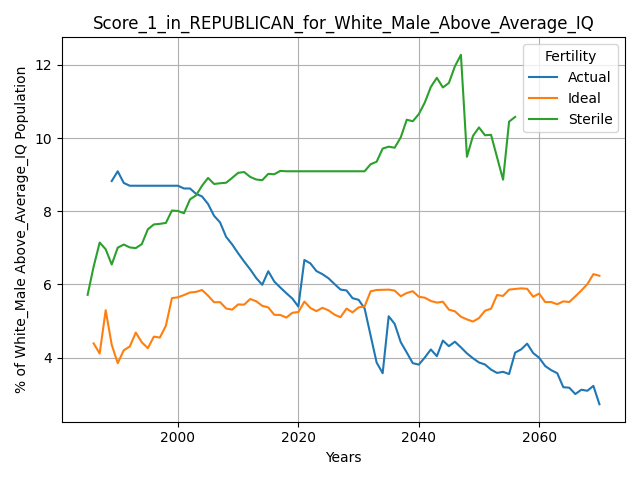 Score_1_in_REPUBLICAN_for_White_Male_Above_Average_IQ
% of White_Male Above_Average_IQ Population
12
10
8
6
4
Fertility
Actual
Ideal
Sterile
2000 2020 2040 2060
Years